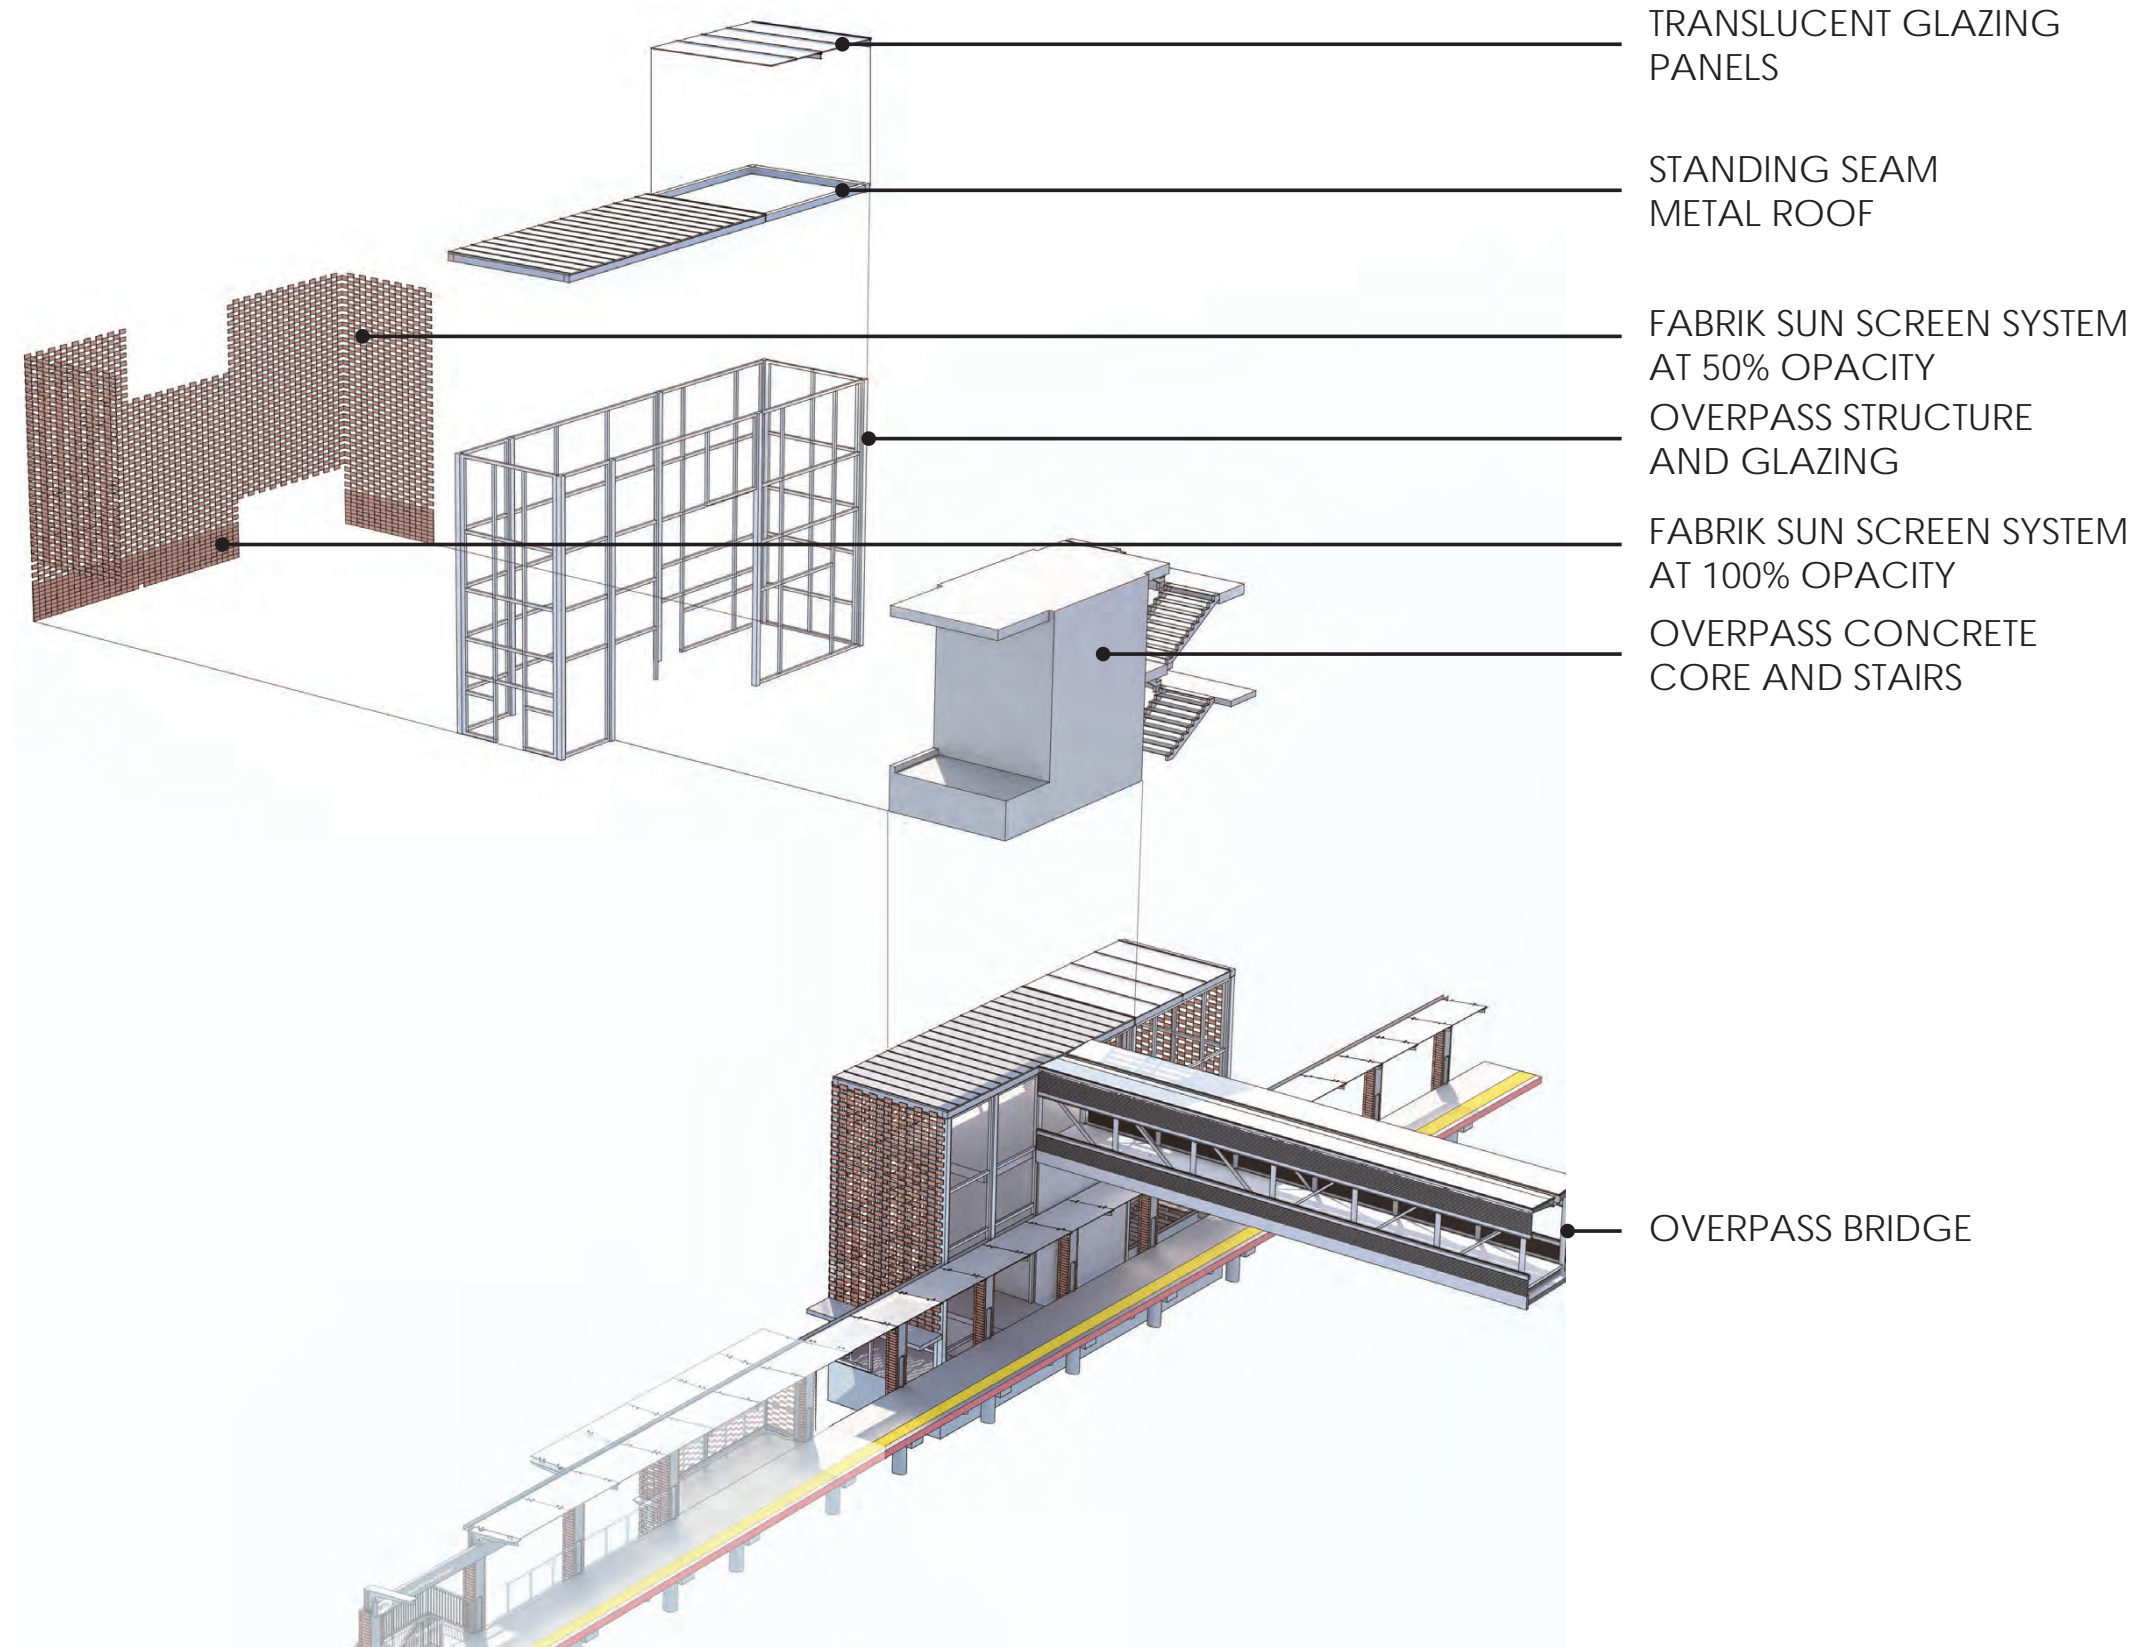 TRANSLUCENT GLAZING
PANELS
STANDING SEAM
METAL ROOF
FABRIK SUN SCREEN SYSTEM
AT 50% OPACITY
OVERPASS STRUCTURE
AND GLAZING
FABRIK SUN SCREEN SYSTEM
AT 100% OPACITY
OVERPASS CONCRETE
CORE AND STAIRS
OVERPASS BRIDGE